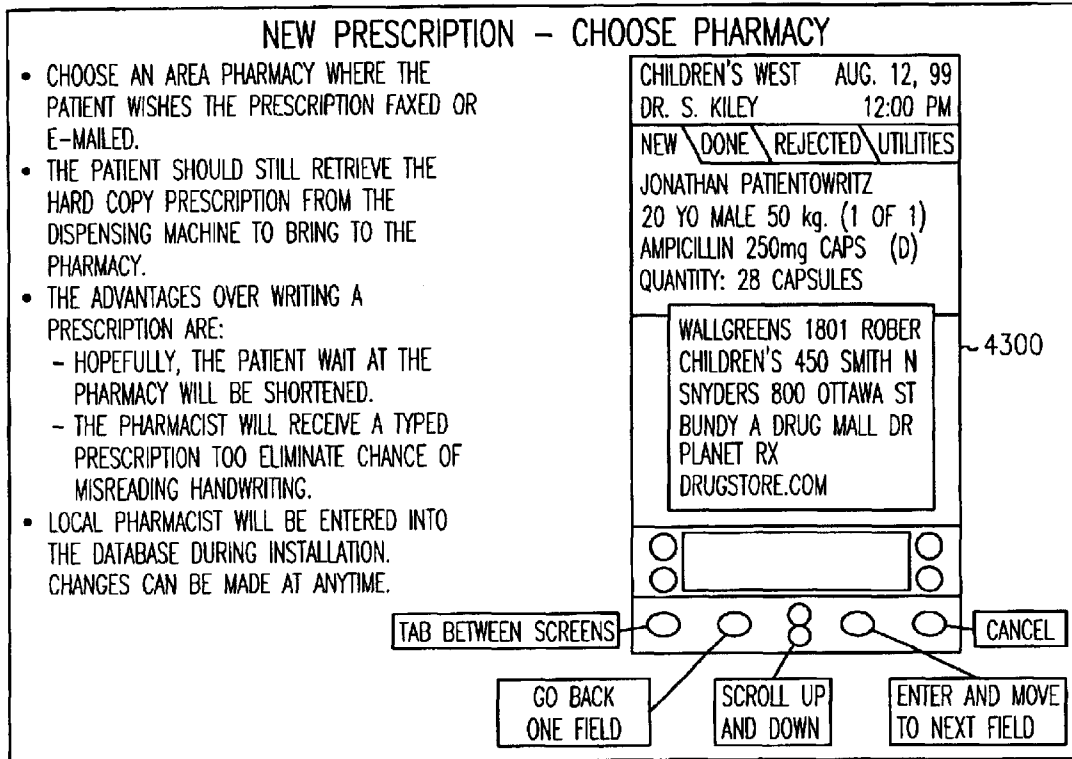 NEW PRESCRIPTION – CHOOSE PHARMACY
• CHOOSE AN AREA PHARMACY WHERE THE
PATIENT WISHES THE PRESCRIPTION FAXED OR
E-MAILED.
• THE PATIENT SHOULD STILL RETRIEVE THE
HARD COPY PRESCRIPTION FROM THE
DISPENSING MACHINE TO BRING TO THE
PHARMACY.
• THE ADVANTAGES OVER WRITING A
PRESCRIPTION ARE:
– HOPEFULLY, THE PATIENT WAIT AT THE
PHARMACY WILL BE SHORTENED.
– THE PHARMACIST WILL RECEIVE A TYPED
PRESCRIPTION TOO ELIMINATE CHANCE OF
MISREADING HANDWRITING.
• LOCAL PHARMACIST WILL BE ENTERED INTO
THE DATABASE DURING INSTALLATION.
CHANGES CAN BE MADE AT ANYTIME.
CHILDREN'S WEST AUG. 12, 99
DR. S. KILEY 12:00 PM
NEW DONE REJECTED UTILITIES
JONATHAN PATIENTOWRITZ
20 YO MALE 50 kg. (1 OF 1)
AMPICILLIN 250mg CAPS (D)
QUANTITY: 28 CAPSULES
WALLGREENS 1801 ROBER
CHILDREN'S 450 SMITH N
SNYDERS 800 OTTAWA ST
BUNDY A DRUG MALL DR
PLANET RX
DRUGSTORE.COM
4300
TAB BETWEEN SCREENS
CANCEL
GO BACK
ONE FIELD
SCROLL UP
AND DOWN
ENTER AND MOVE
TO NEXT FIELD